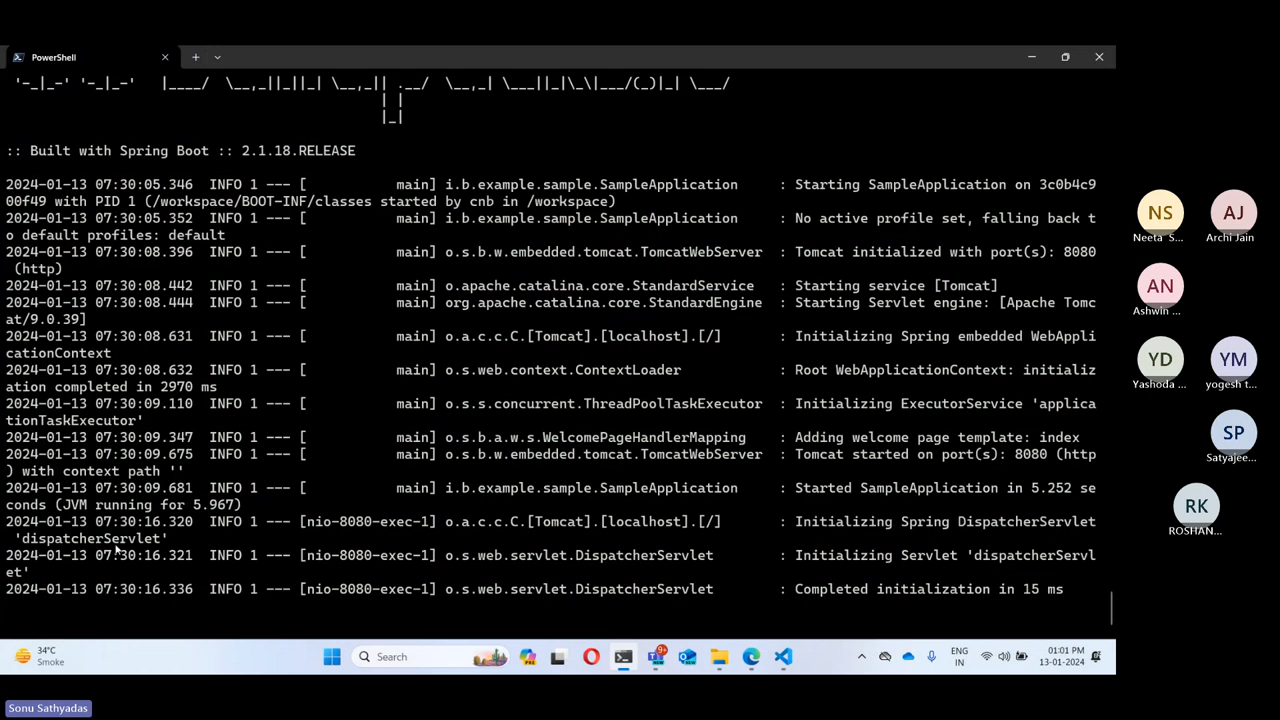 PowerShell
'-_|_-' '-_|_-'   |____/  \__,_||_||_| \__,_|| .__/  \__,_| \___||_|\_\|___/(_)|_| \___/
| |
|_|
:: Built with Spring Boot :: 2.1.18.RELEASE
2024-01-13 07:30:05.346  INFO 1 --- [           main] i.b.example.sample.SampleApplication     : Starting SampleApplication on 3c0b4c9
00f49 with PID 1 (/workspace/BOOT-INF/classes started by cnb in /workspace)
2024-01-13 07:30:05.352  INFO 1 --- [           main] i.b.example.sample.SampleApplication     : No active profile set, falling back t
o default profiles: default
2024-01-13 07:30:08.396  INFO 1 --- [           main] o.s.b.w.embedded.tomcat.TomcatWebServer  : Tomcat initialized with port(s): 8080
 (http)
2024-01-13 07:30:08.442  INFO 1 --- [           main] o.apache.catalina.core.StandardService   : Starting service [Tomcat]
2024-01-13 07:30:08.444  INFO 1 --- [           main] org.apache.catalina.core.StandardEngine  : Starting Servlet engine: [Apache Tomc
at/9.0.39]
2024-01-13 07:30:08.631  INFO 1 --- [           main] o.a.c.c.C.[Tomcat].[localhost].[/]       : Initializing Spring embedded WebAppli
cationContext
2024-01-13 07:30:08.632  INFO 1 --- [           main] o.s.web.context.ContextLoader            : Root WebApplicationContext: initializ
ation completed in 2970 ms
2024-01-13 07:30:09.110  INFO 1 --- [           main] o.s.s.concurrent.ThreadPoolTaskExecutor  : Initializing ExecutorService 'applica
tionTaskExecutor'
2024-01-13 07:30:09.347  INFO 1 --- [           main] o.s.b.a.w.s.WelcomePageHandlerMapping    : Adding welcome page template: index
2024-01-13 07:30:09.675  INFO 1 --- [           main] o.s.b.w.embedded.tomcat.TomcatWebServer  : Tomcat started on port(s): 8080 (http
) with context path ''
2024-01-13 07:30:09.681  INFO 1 --- [           main] i.b.example.sample.SampleApplication     : Started SampleApplication in 5.252 se
conds (JVM running for 5.967)
2024-01-13 07:30:16.320  INFO 1 --- [nio-8080-exec-1] o.a.c.c.C.[Tomcat].[localhost].[/]       : Initializing Spring DispatcherServlet
 'dispatcherServlet'
2024-01-13 07:30:16.321  INFO 1 --- [nio-8080-exec-1] o.s.web.servlet.DispatcherServlet        : Initializing Servlet 'dispatcherServl
et'
2024-01-13 07:30:16.336  INFO 1 --- [nio-8080-exec-1] o.s.web.servlet.DispatcherServlet        : Completed initialization in 15 ms
NS
Neeta S...
AJ
Archi Jain
AN
Ashwin ...
YD
Yashoda ...
YM
yogesh t...
SP
Satyajee...
RK
ROSHAN...
34°C
Smoke
Search
PRE
NEW
9+
NEW
ENG
IN
01:01 PM
13-01-2024
Sonu Sathyadas